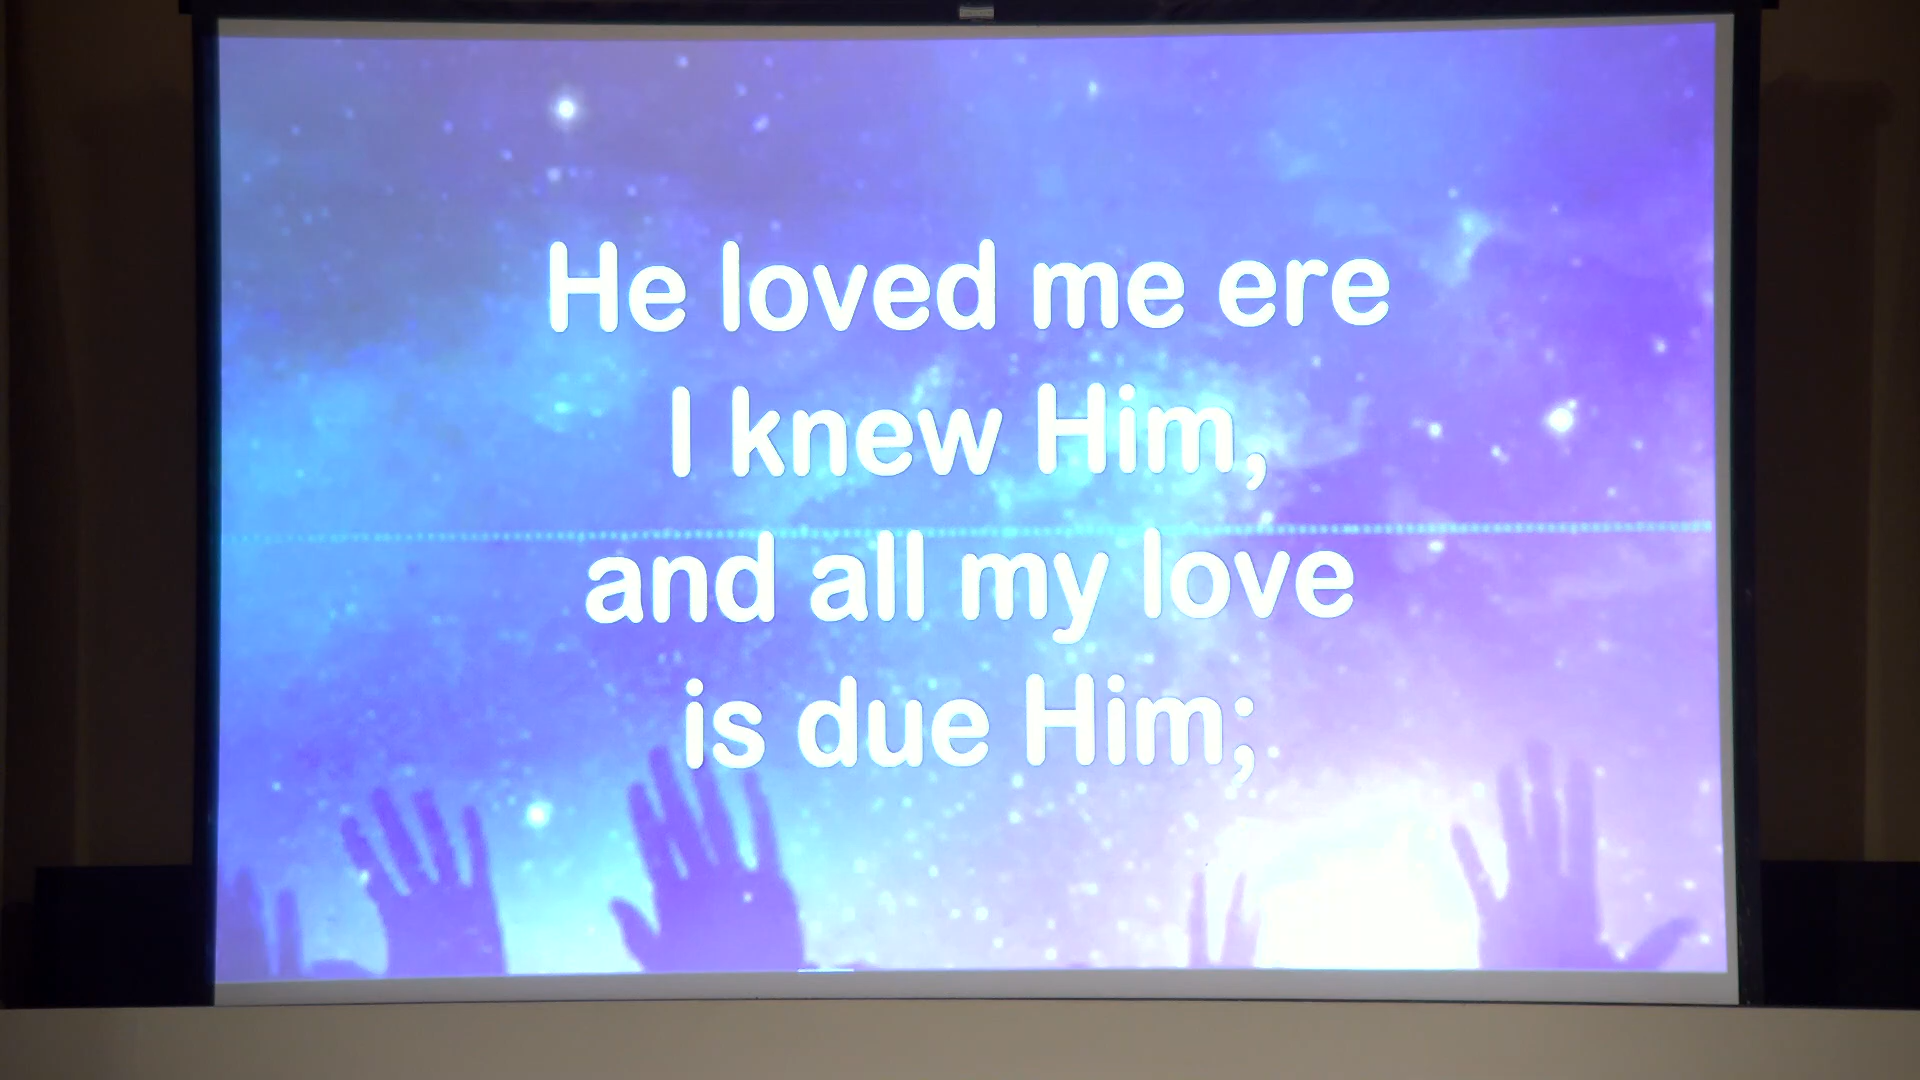 He loved me ere
I knew Him,
and all my love
is due Him;